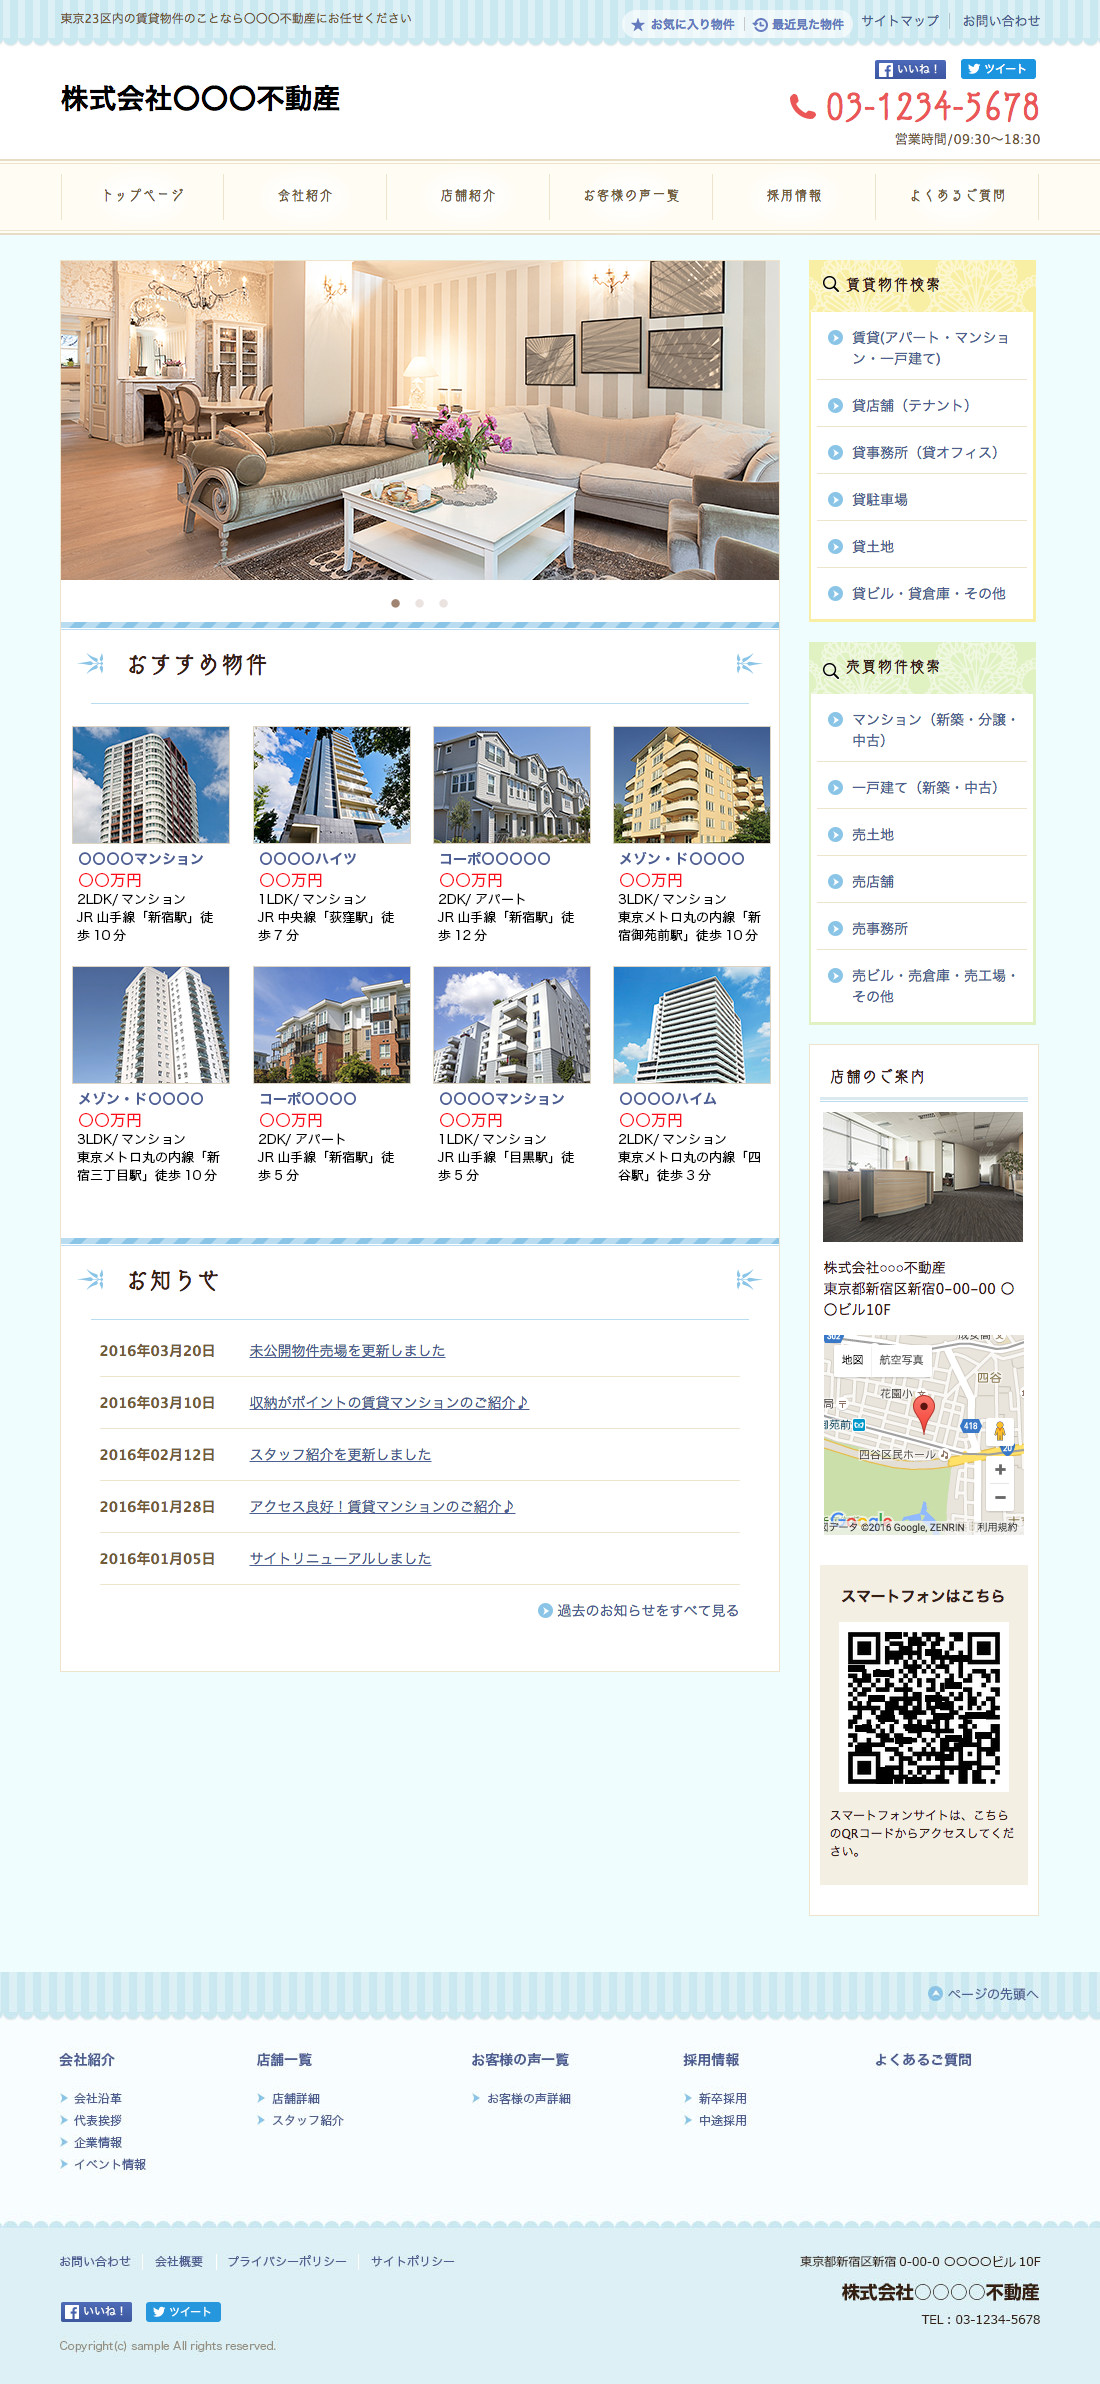 東京23区内の賃貸物件のことなら〇〇〇不動産にお任せください
お気に入り物件
最近見た物件
サイトマップ
お問い合わせ
いいね！
ツイート
株式会社〇〇〇不動産
03-1234-5678
営業時間/09:30〜18:30
トップページ
会社紹介
店舗紹介
お客様の声一覧
採用情報
よくあるご質問
おすすめ物件
〇〇〇〇マンション
〇〇万円
2LDK/ マンション
JR 山手線「新宿駅」徒
歩 10 分
〇〇〇〇ハイツ
〇〇万円
1LDK/ マンション
JR 中央線「荻窪駅」徒
歩 7 分
コーポ〇〇〇〇〇
〇〇万円
2DK/ アパート
JR 山手線「新宿駅」徒
歩 12 分
メゾン・ド〇〇〇〇
〇〇万円
3LDK/ マンション
東京メトロ丸の内線「新
宿御苑前駅」徒歩 10 分
メゾン・ド〇〇〇〇
〇〇万円
3LDK/ マンション
東京メトロ丸の内線「新
宿三丁目駅」徒歩 10 分
コーポ〇〇〇〇
〇〇万円
2DK/ アパート
JR 山手線「新宿駅」徒
歩 5 分
〇〇〇〇マンション
〇〇万円
1LDK/ マンション
JR 山手線「目黒駅」徒
歩 5 分
〇〇〇〇ハイム
〇〇万円
2LDK/ マンション
東京メトロ丸の内線「四
谷駅」徒歩 3 分
お知らせ
2016年03月20日 未公開物件売場を更新しました
2016年03月10日 収納がポイントの賃貸マンションのご紹介♪
2016年02月12日 スタッフ紹介を更新しました
2016年01月28日 アクセス良好！賃貸マンションのご紹介♪
2016年01月05日 サイトリニューアルしました
過去のお知らせをすべて見る
賃貸物件検索
賃貸(アパート・マンショ
ン・一戸建て)
貸店舗（テナント）
貸事務所（貸オフィス）
貸駐車場
貸土地
貸ビル・貸倉庫・その他
売買物件検索
マンション（新築・分譲・
中古）
一戸建て（新築・中古）
売土地
売店舗
売事務所
売ビル・売倉庫・売工場・
その他
店舗のご案内
株式会社○○○不動産
東京都新宿区新宿0−00−00 〇
〇ビル10F
302
地図
航空写真
四谷
花園小
局
御苑前
418
20
四谷区民ホール
Google
データ ©2016 Google, ZENRIN
利用規約
スマートフォンはこちら
スマートフォンサイトは、こちら
のQRコードからアクセスしてくだ
さい。
ページの先頭へ
会社紹介
会社沿革
代表挨拶
企業情報
イベント情報
店舗一覧
店舗詳細
スタッフ紹介
お客様の声一覧
お客様の声詳細
採用情報
新卒採用
中途採用
よくあるご質問
お問い合わせ
会社概要
プライバシーポリシー
サイトポリシー
いいね！
ツイート
Copyright(c) sample All rights reserved.
東京都新宿区新宿 0-00-0 〇〇〇〇ビル 10F
株式会社〇〇〇〇不動産
TEL : 03-1234-5678